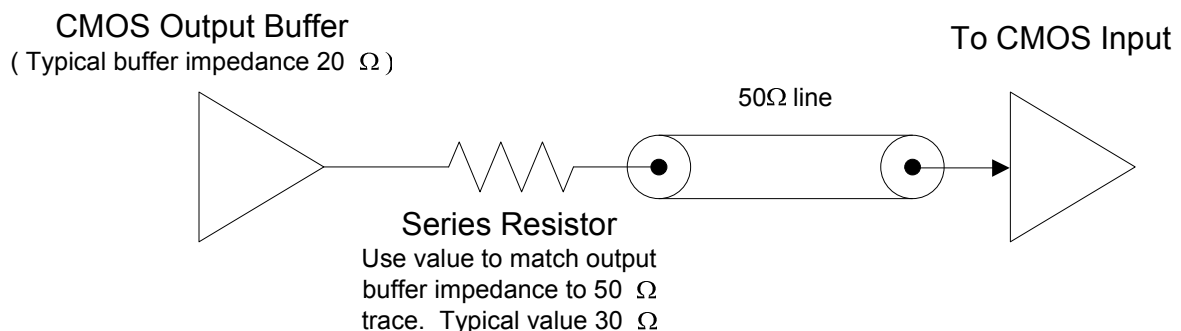 CMOS Output Buffer
( Typical buffer impedance 20 Ω )
To CMOS Input
50Ω line
Series Resistor
Use value to match output
buffer impedance to 50 Ω
trace. Typical value 30 Ω